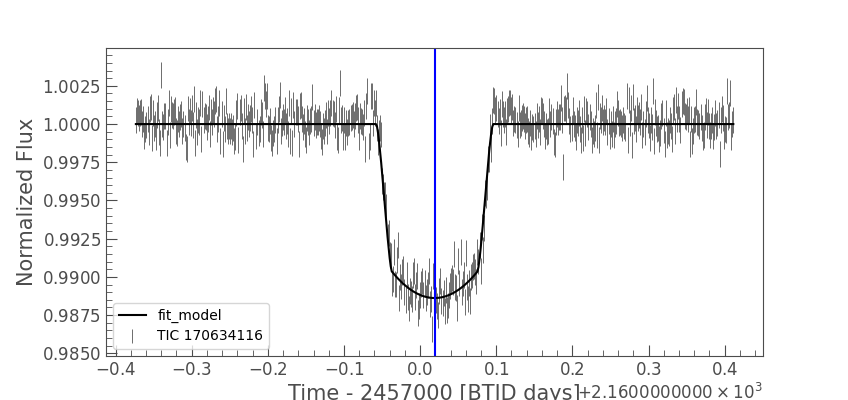 Normalized Flux
1.0025
1.0000
0.9975
0.9950
0.9925
0.9900
0.9875
0.9850
fit_model
TIC 170634116
−0.4 −0.3 −0.2 −0.1 0.0 0.1 0.2 0.3 0.4
Time - 2457000 [BTJD days]
+2.1600000000 × 10³